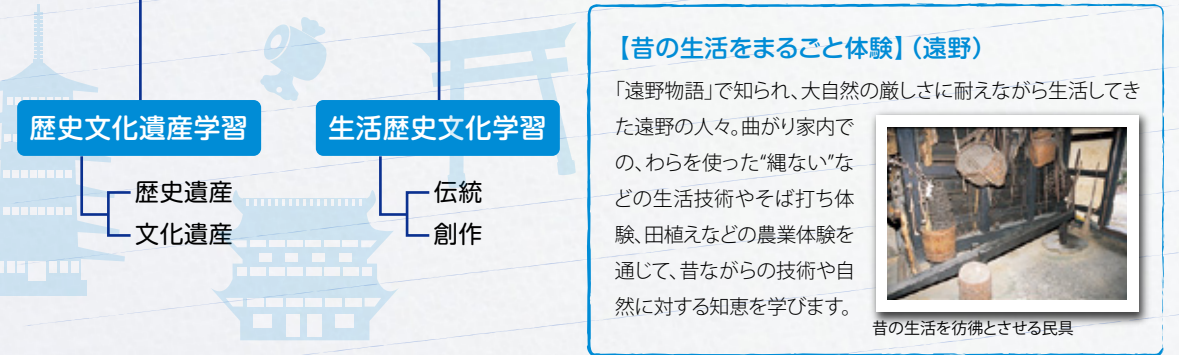 歴史文化遺産学習
歴史遺産
文化遺産
生活歴史文化学習
伝統
創作
【昔の生活をまるごと体験】（遠野）
「遠野物語」で知られ、大自然の厳しさに耐えながら生活してき
た遠野の人々。曲がり家内で
の、わらを使った“縄ない”な
どの生活技術やそば打ち体
験、田植えなどの農業体験を
通じて、昔ながらの技術や自
然に対する知恵を学びます。
昔の生活を彷彿とさせる民具